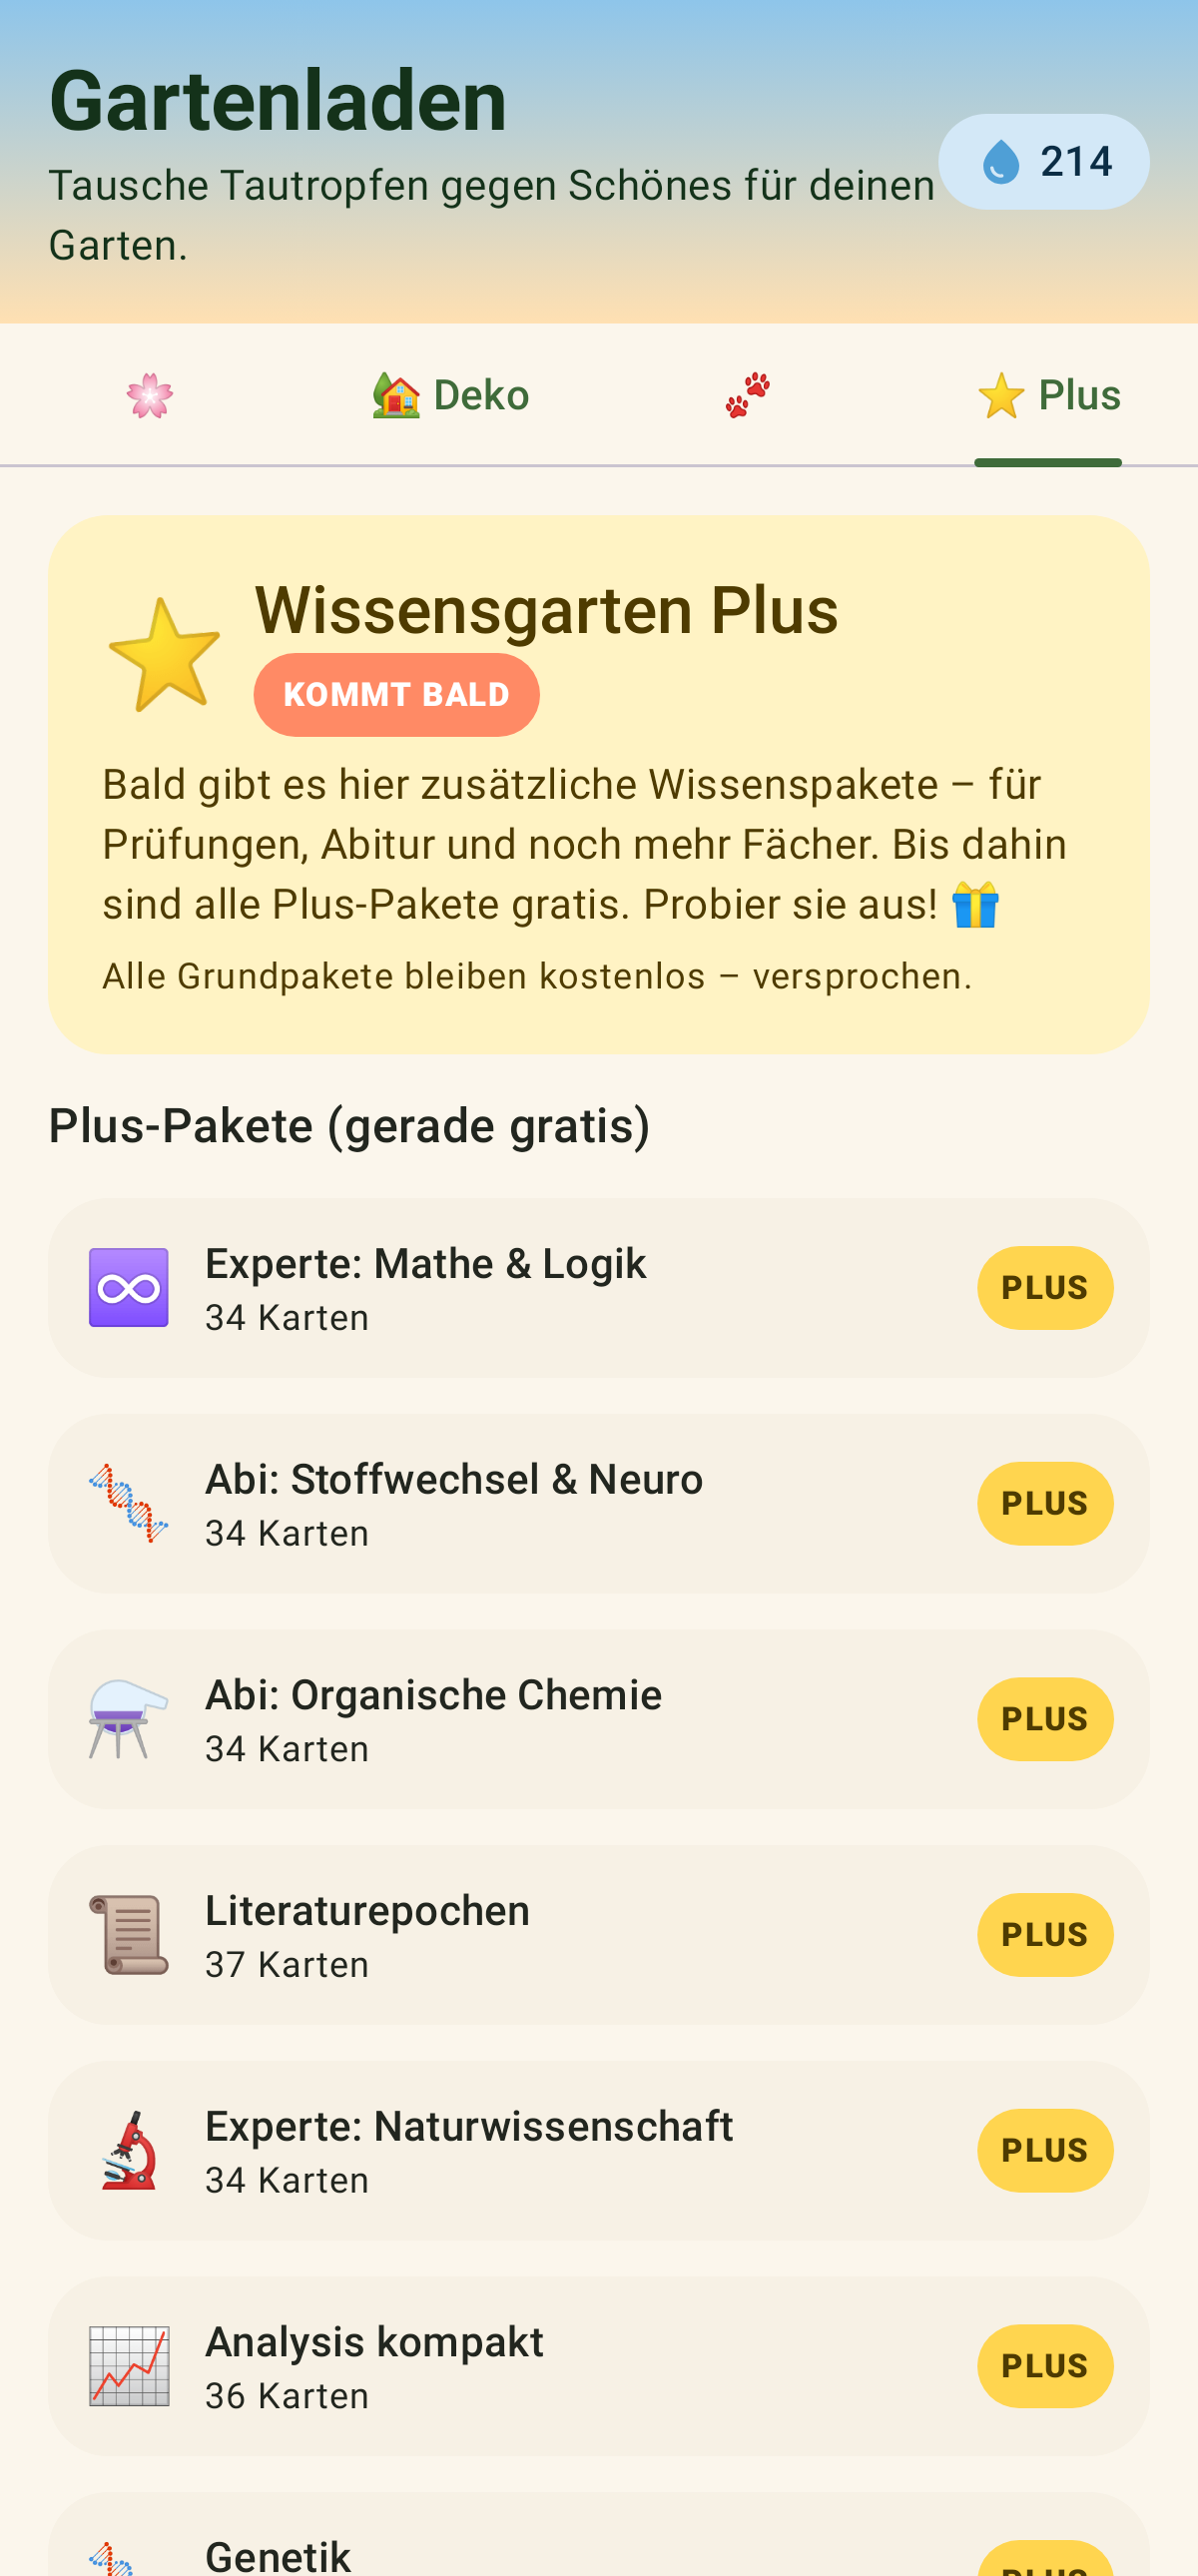 Gartenladen
Tausche Tautropfen gegen Schönes für deinen
Garten.
214
Deko
Plus
Wissensgarten Plus
KOMMT BALD
Bald gibt es hier zusätzliche Wissenspakete – für
Prüfungen, Abitur und noch mehr Fächer. Bis dahin
sind alle Plus-Pakete gratis. Probier sie aus! 🎁
Alle Grundpakete bleiben kostenlos – versprochen.
Plus-Pakete (gerade gratis)
Experte: Mathe & Logik
34 Karten
PLUS
Abi: Stoffwechsel & Neuro
34 Karten
PLUS
Abi: Organische Chemie
34 Karten
PLUS
Literaturepochen
37 Karten
PLUS
Experte: Naturwissenschaft
34 Karten
PLUS
Analysis kompakt
36 Karten
PLUS
Genetik
PLUS